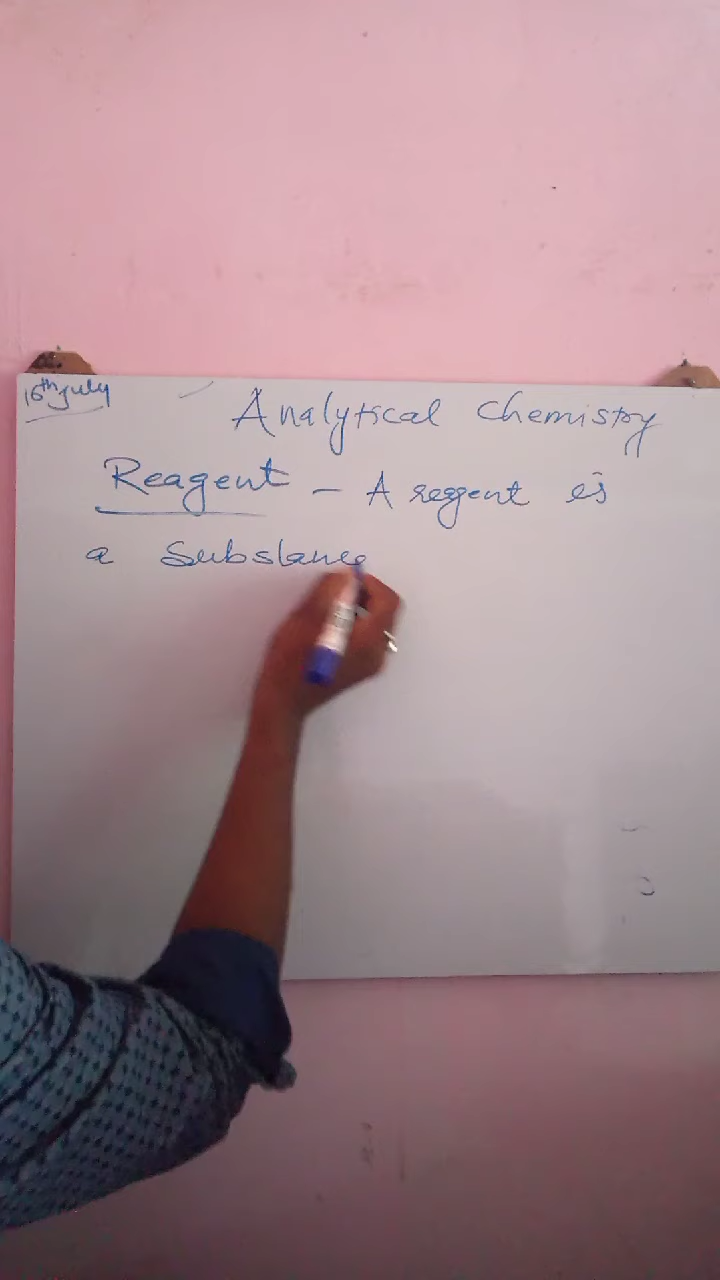 16th July
Analytical Chemistry
Reagent - A reagent is
a Substance